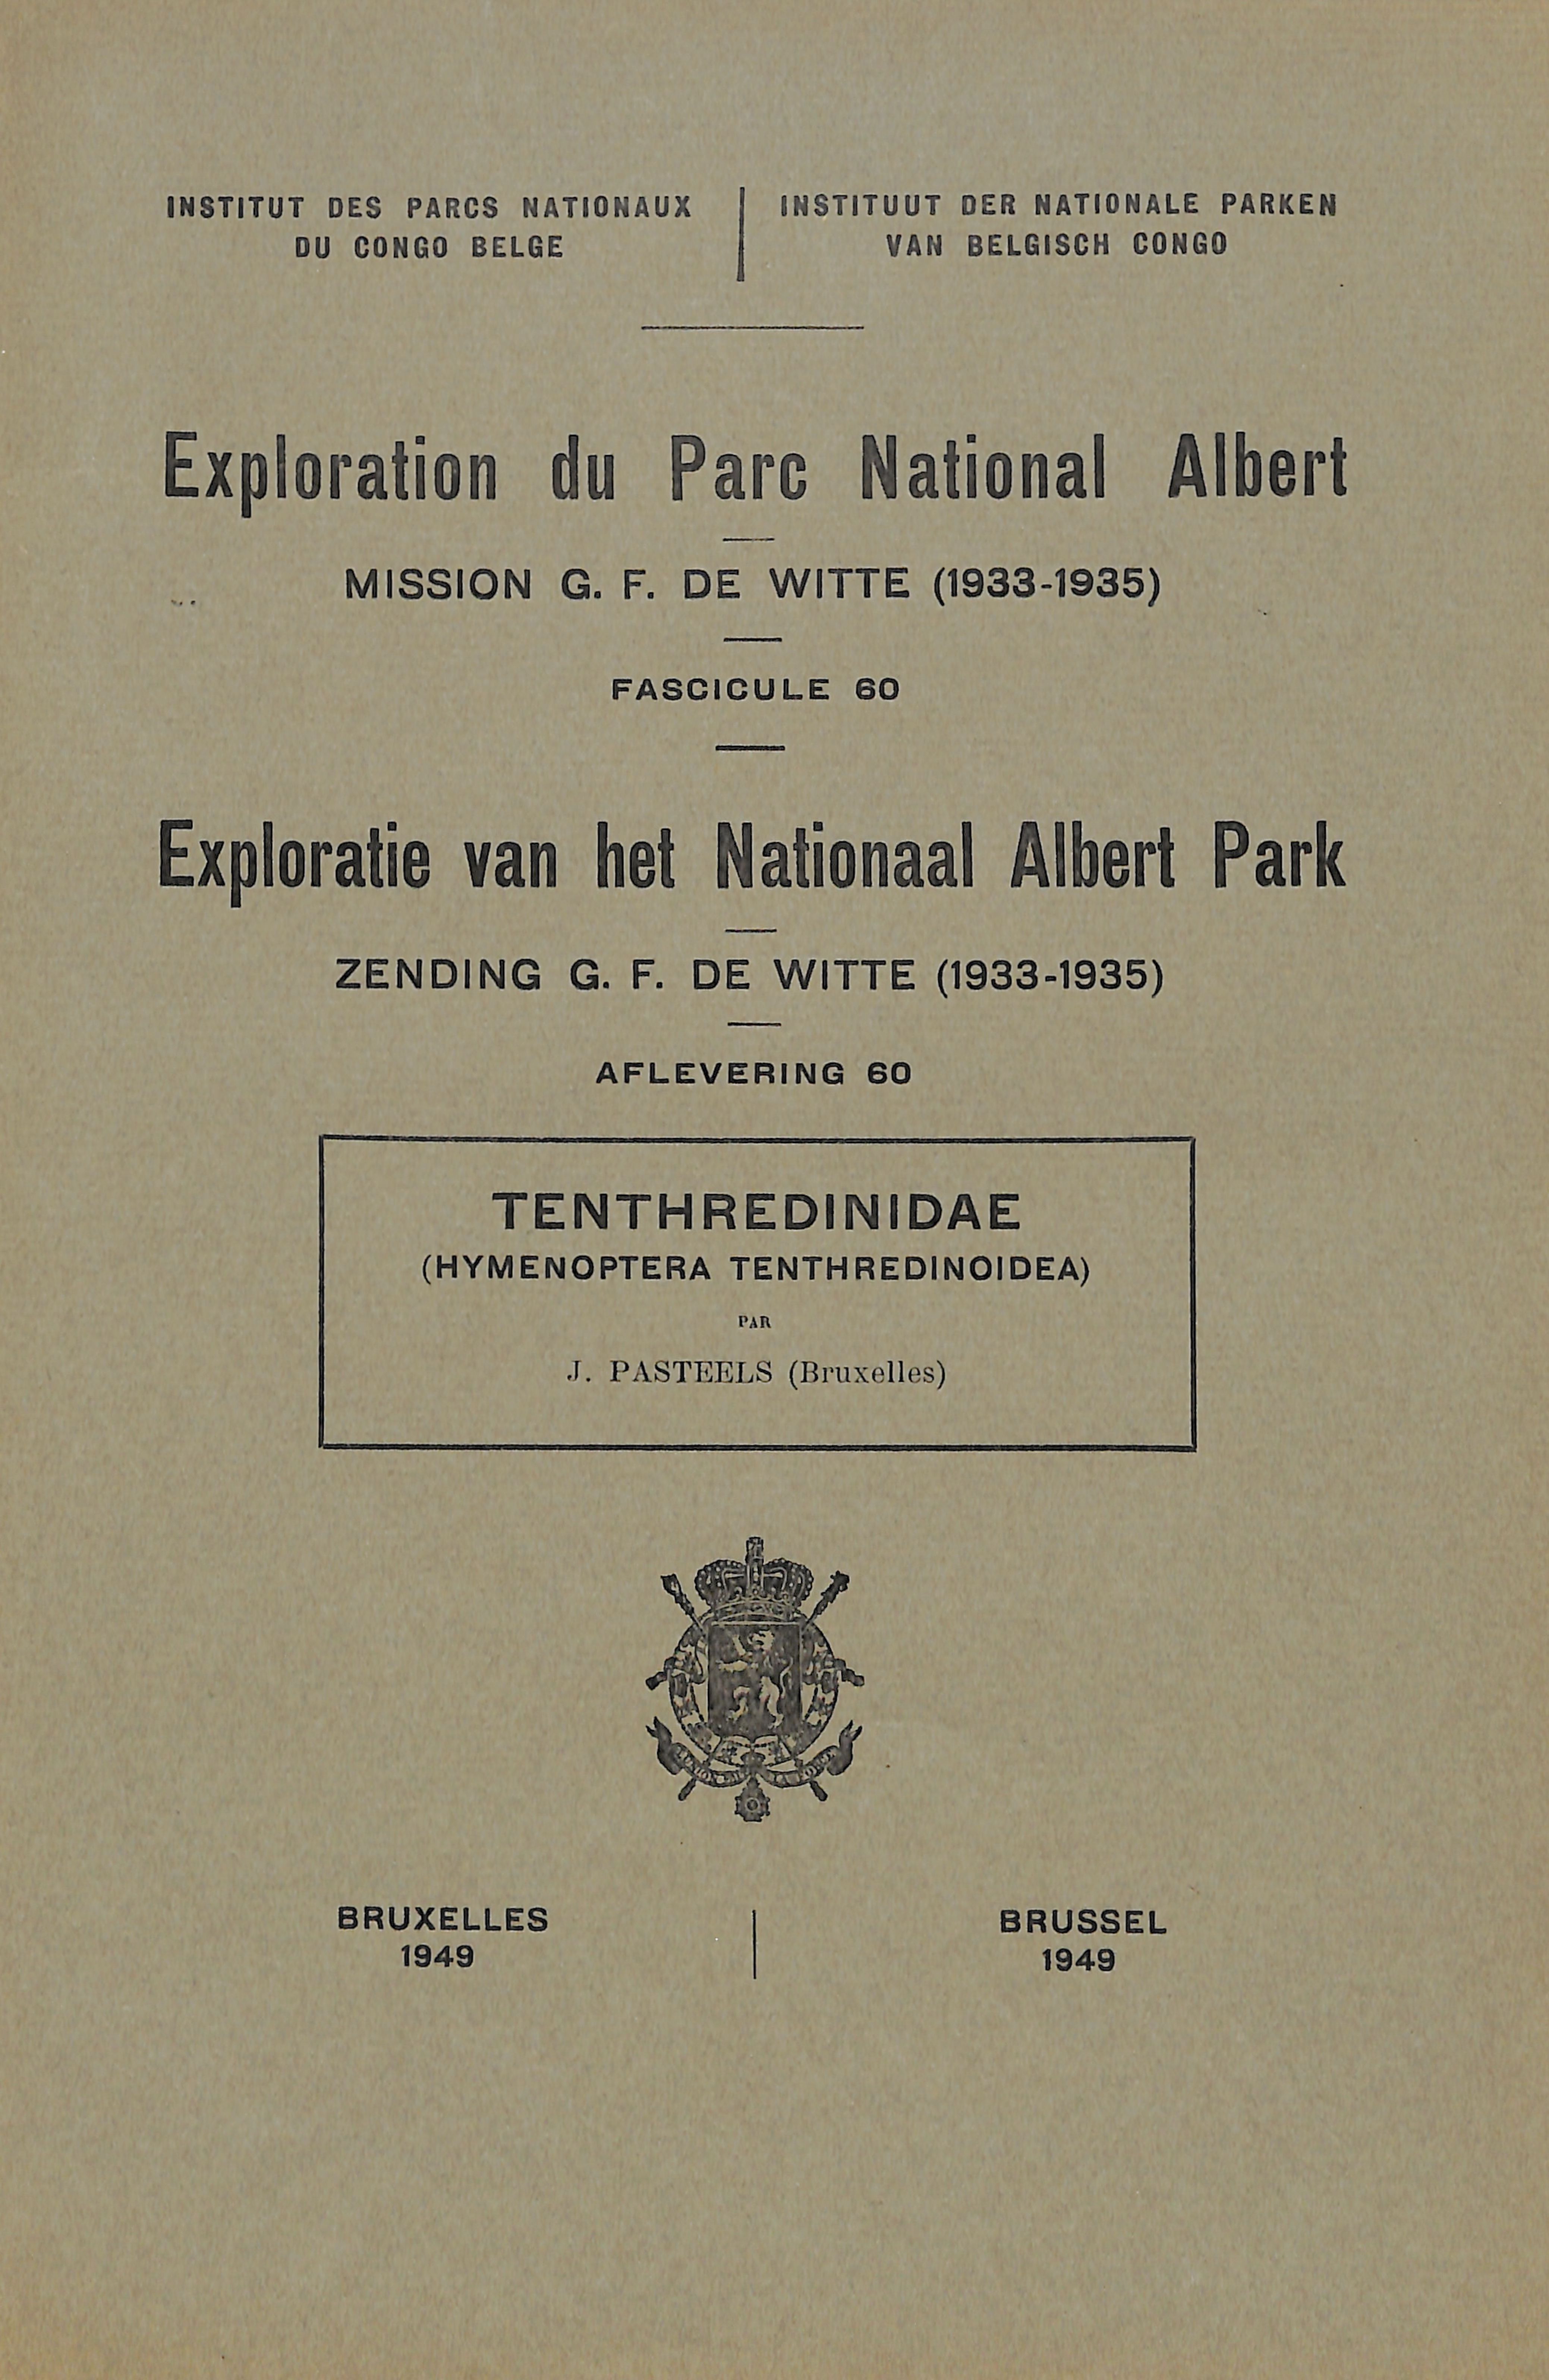 INSTITUT DES PARCS NATIONAUX
DU CONGO BELGE
INSTITUUT DER NATIONALE PARKEN
VAN BELGISCH CONGO
Exploration du Parc National Albert
MISSION G. F. DE WITTE (1933-1935)
FASCICULE 60
Exploratie van het Nationaal Albert Park
ZENDING G. F. DE WITTE (1933-1935)
AFLEVERING 60
TENTHREDINIDAE
(HYMENOPTERA TENTHREDINOIDEA)
PAR
J. PASTEELS (Bruxelles)
BRUXELLES
1949
BRUSSEL
1949